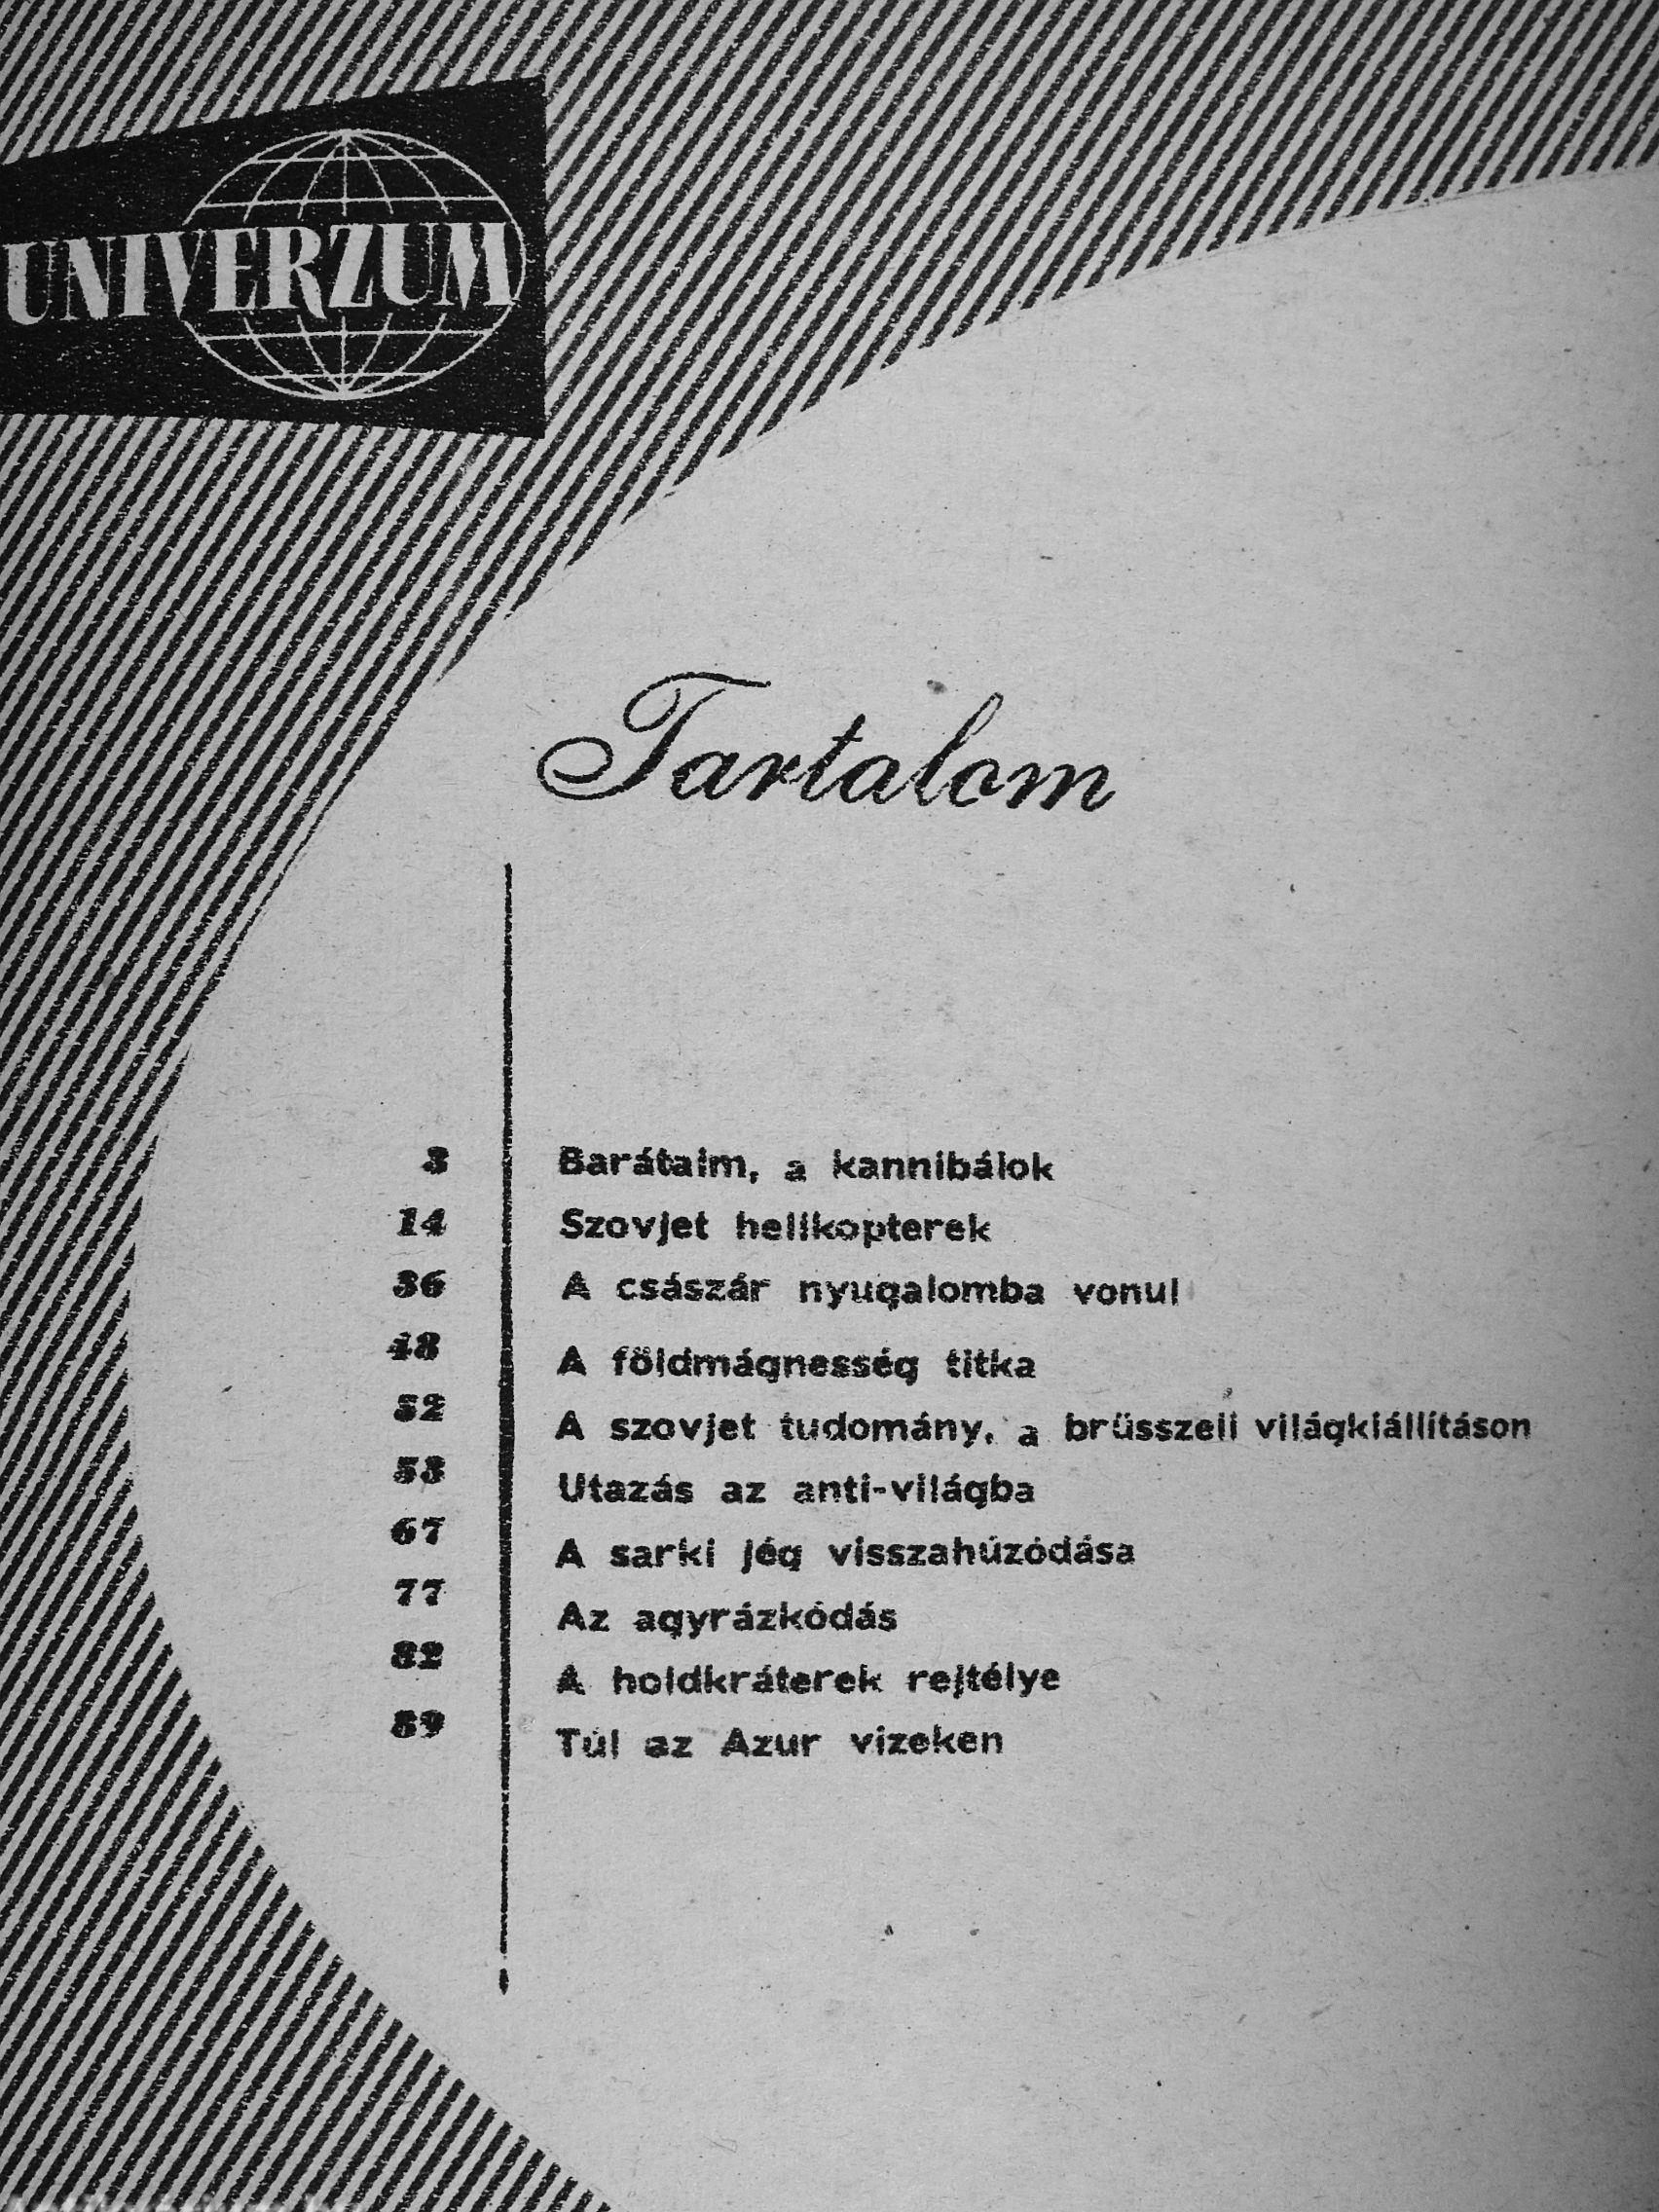 UNIVERZUM
Tartalom
3 Barátaim, a kannibálok
14 Szovjet helikopterek
36 A császár nyugalomba vonul
48 A földmágnesség titka
52 A szovjet tudomány, a brüsszeli világkiállításon
53 Utazás az anti-világba
67 A sarki jég visszahúzódása
77 Az agyrázkódás
82 A holdkráterek rejtélye
89 Túl az Azur vizeken